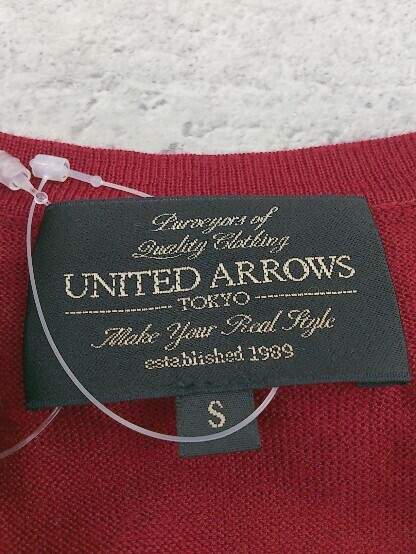 Purveyors of
Quality Clothing
UNITED ARROWS
TOKYO
Make Your Real Style
established 1989
S